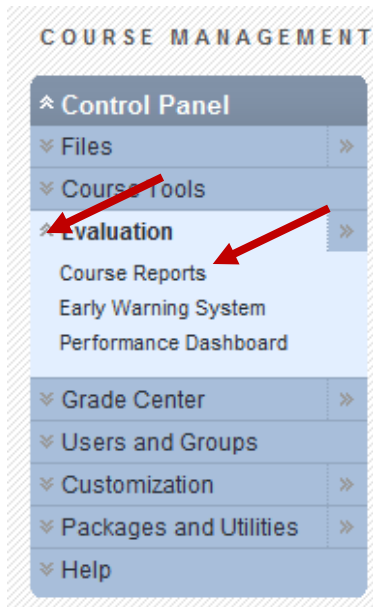 COURSE MANAGEMENT
Control Panel
Files
Course Tools
Evaluation
Course Reports
Early Warning System
Performance Dashboard
Grade Center
Users and Groups
Customization
Packages and Utilities
Help